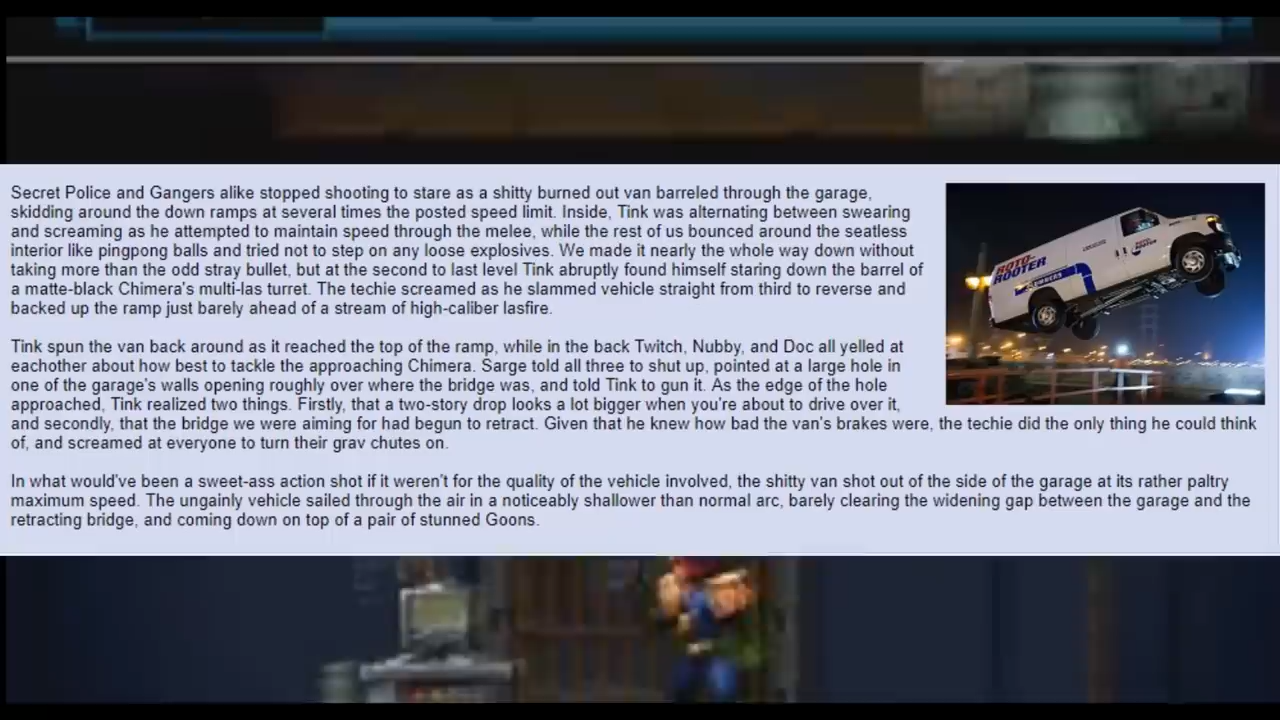 Secret Police and Gangers alike stopped shooting to stare as a shitty burned out van barreled through the garage,
skidding around the down ramps at several times the posted speed limit. Inside, Tink was alternating between swearing
and screaming as he attempted to maintain speed through the melee, while the rest of us bounced around the seatless
interior like pingpong balls and tried not to step on any loose explosives. We made it nearly the whole way down without
taking more than the odd stray bullet, but at the second to last level Tink abruptly found himself staring down the barrel of
a matte-black Chimera's multi-las turret. The techie screamed as he slammed vehicle straight from third to reverse and
backed up the ramp just barely ahead of a stream of high-caliber lasfire.
Tink spun the van back around as it reached the top of the ramp, while in the back Twitch, Nubby, and Doc all yelled at
eachother about how best to tackle the approaching Chimera. Sarge told all three to shut up, pointed at a large hole in
one of the garage's walls opening roughly over where the bridge was, and told Tink to gun it. As the edge of the hole
approached, Tink realized two things. Firstly, that a two-story drop looks a lot bigger when you're about to drive over it,
and secondly, that the bridge we were aiming for had begun to retract. Given that he knew how bad the van's brakes were, the techie did the only thing he could think
of, and screamed at everyone to turn their grav chutes on.
In what would've been a sweet-ass action shot if it weren't for the quality of the vehicle involved, the shitty van shot out of the side of the garage at its rather paltry
maximum speed. The ungainly vehicle sailed through the air in a noticeably shallower than normal arc, barely clearing the widening gap between the garage and the
retracting bridge, and coming down on top of a pair of stunned Goons.
ROTO-
ROOTER
PLUMBERS
ROTO-
ROOTER